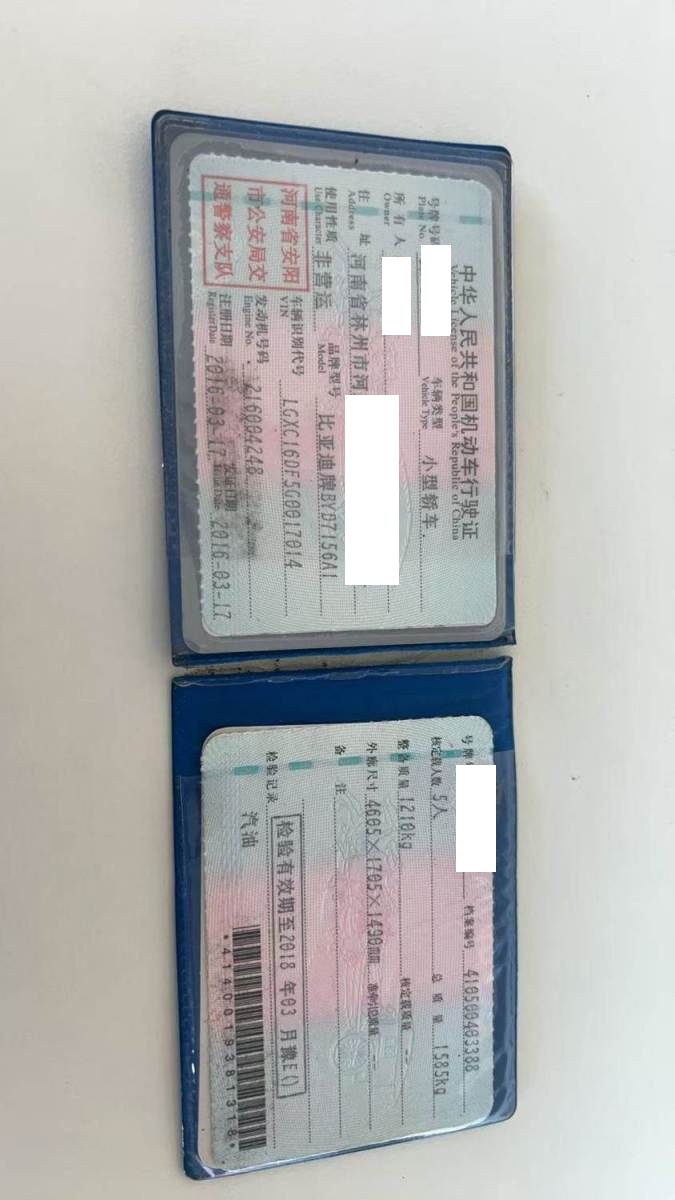 中华人民共和国机动车行驶证
Vehicle License of the People's Republic of China
号牌号码
Plate No.
车辆类型 小型轿车
Vehicle Type
所有人
Owner
住址 河南省林州市河
Address
使用性质 非营运
Use Character
品牌型号 比亚迪牌BYD7156A1
Model
河南省安阳
市公安局交
通警察支队
车辆识别代号 LGXC16DF5G0017014
VIN
发动机号码 216004248
Engine No.
注册日期 2016-03-17
Register Date
发证日期 2016-03-17
Issue Date
号牌
档案编号 410500403388
核定载人数 5人
总质量 1585kg
整备质量 1210kg
核定载质量 --
外廓尺寸 4605×1705×1490mm
准牵引总质量 --
备注
检验记录
检验有效期至2018年03月豫E()
汽油
*4140018381318*